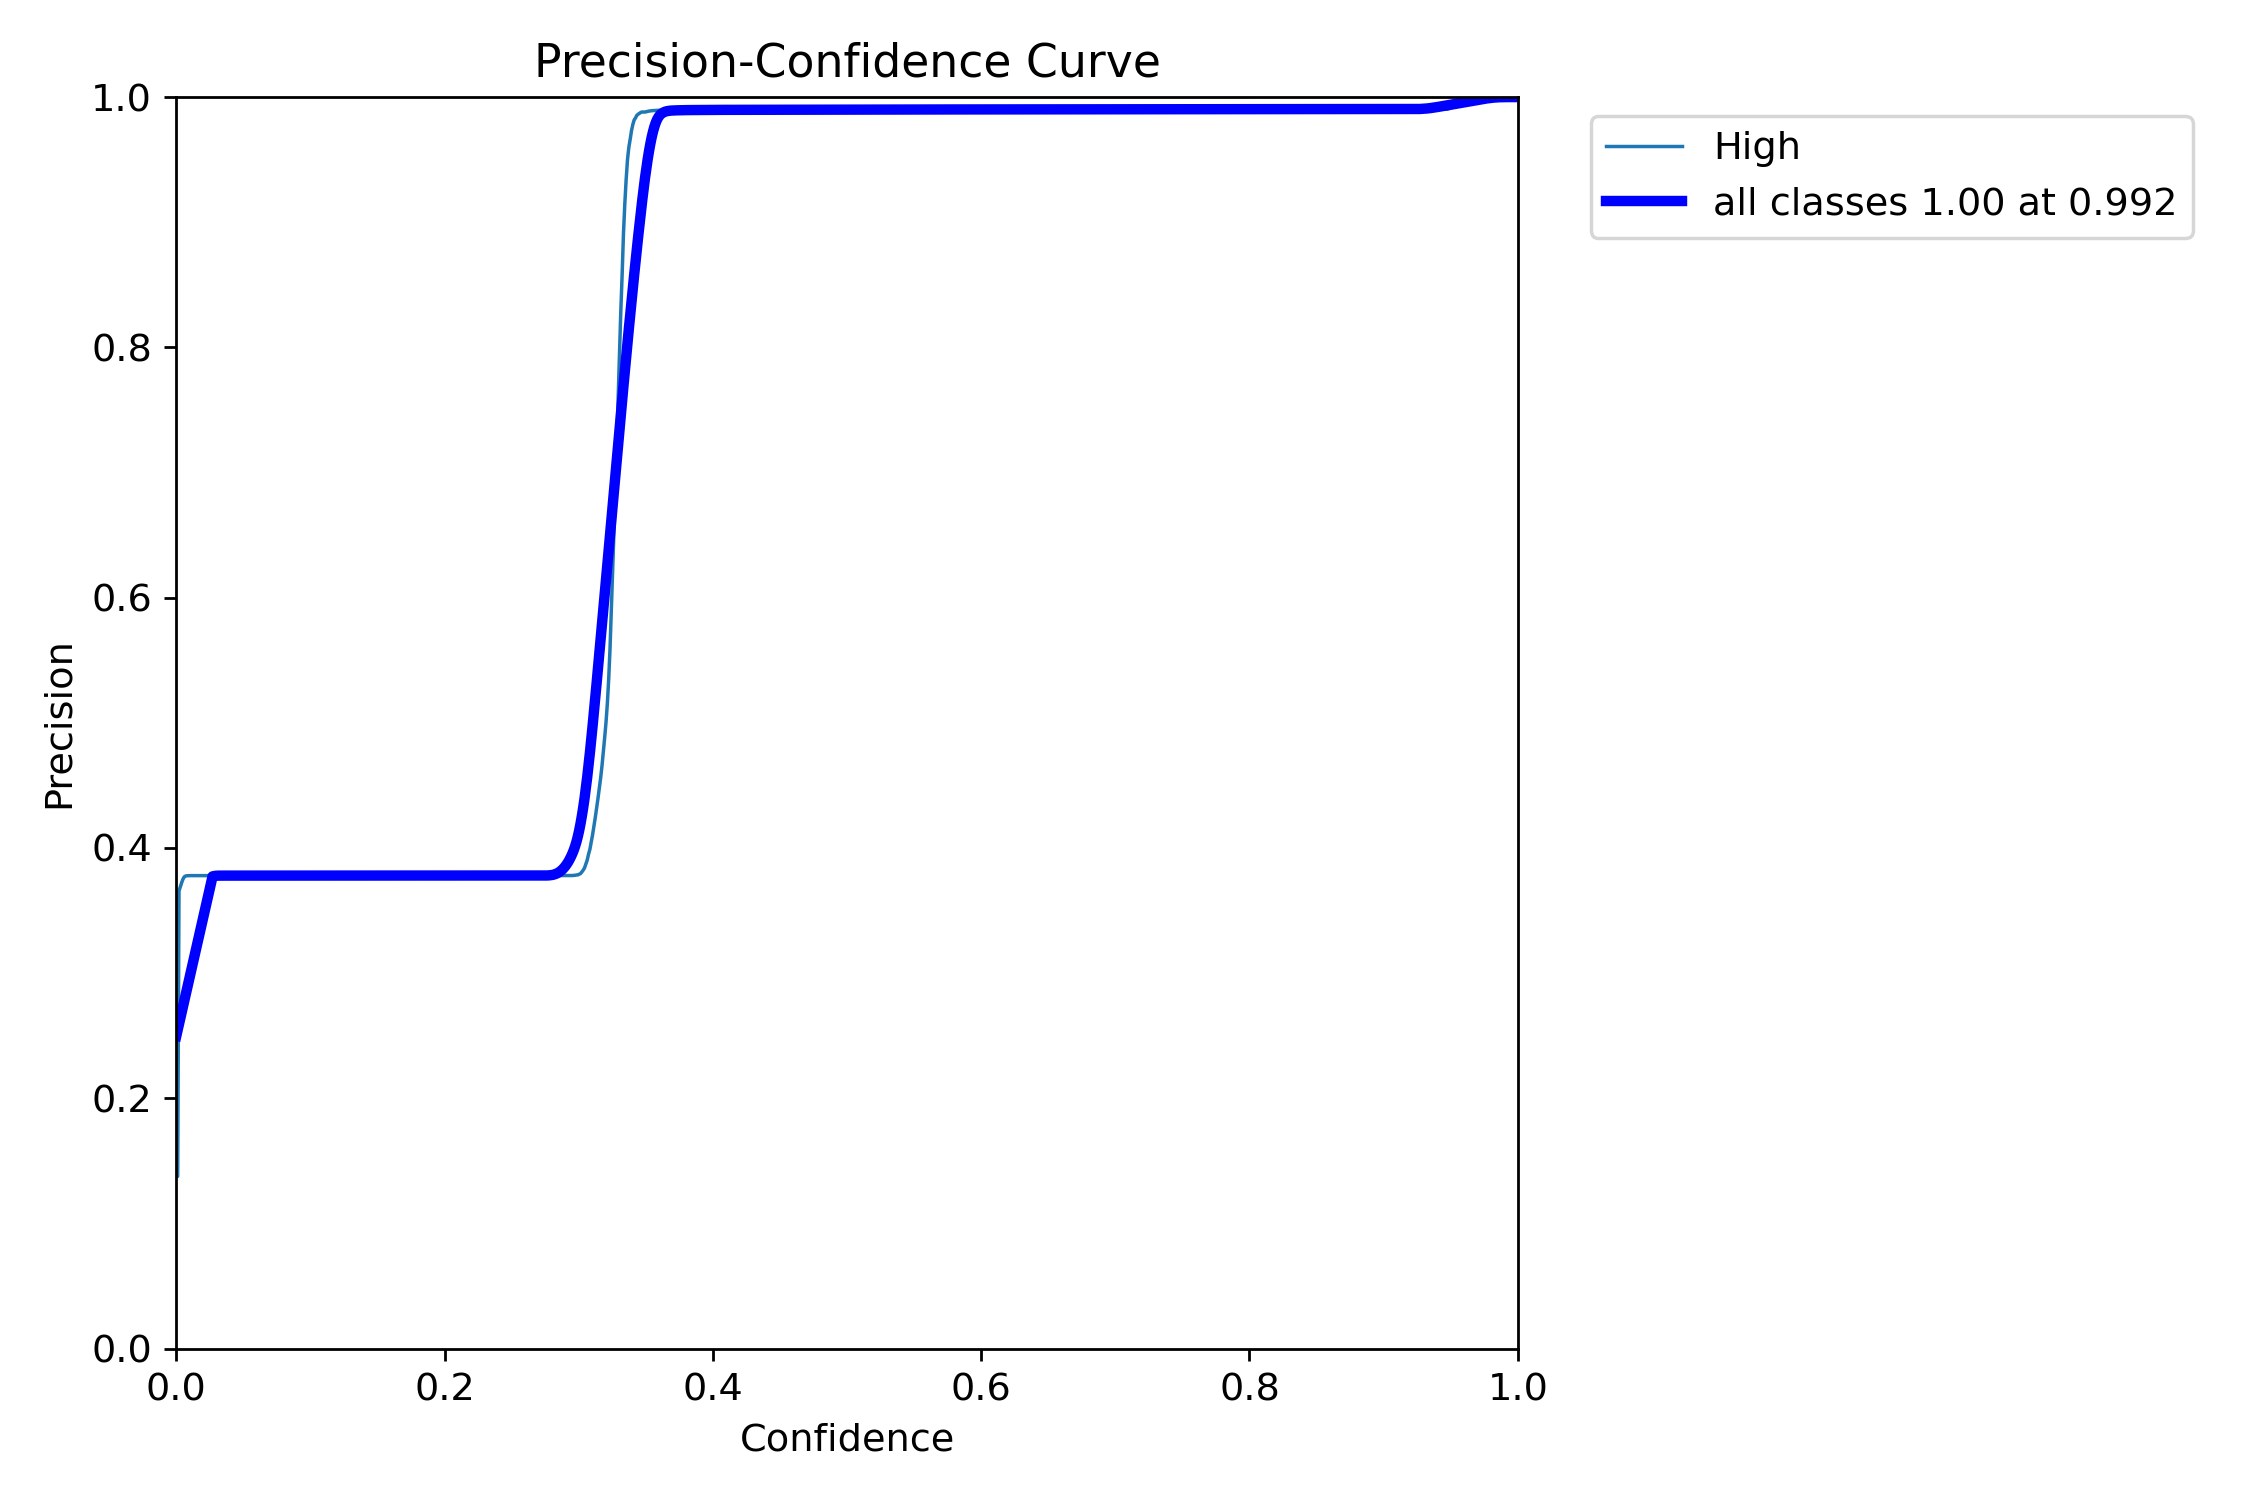 Precision-Confidence Curve
1.0
0.8
0.6
0.4
0.2
0.0
Precision
0.0 0.2 0.4 0.6 0.8 1.0
Confidence
High
all classes 1.00 at 0.992